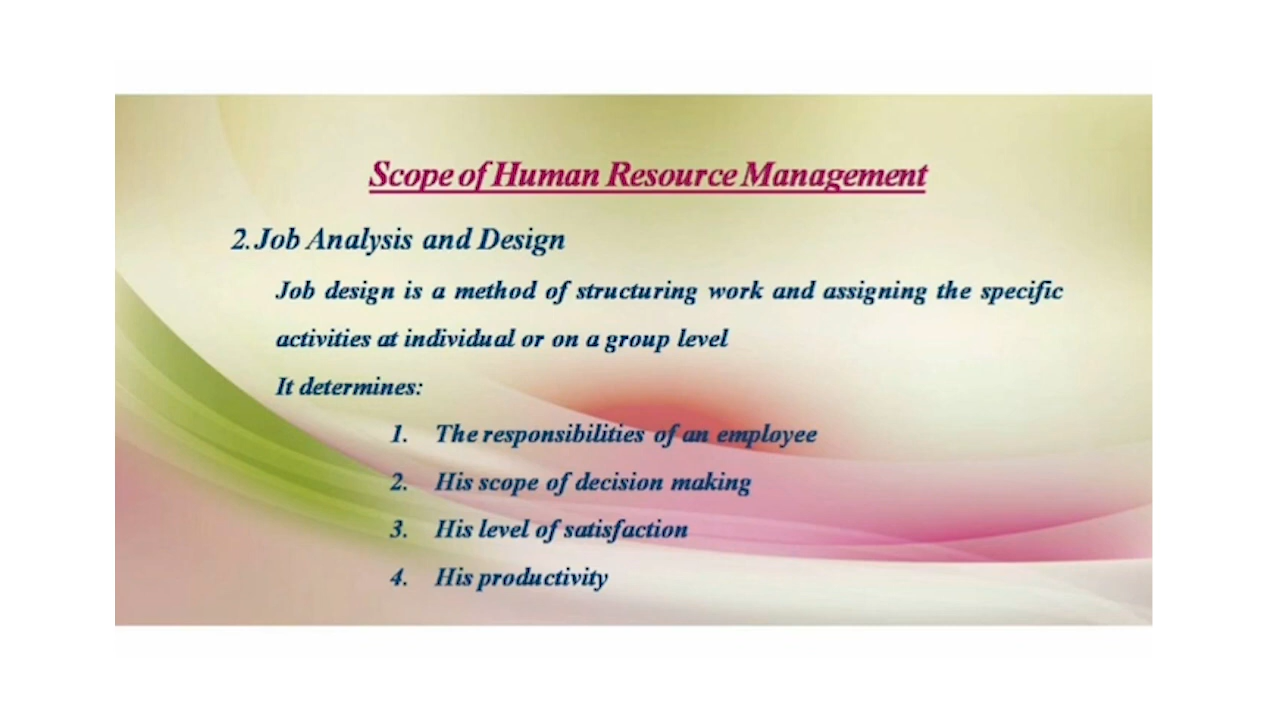 Scope of Human Resource Management
2. Job Analysis and Design
Job design is a method of structuring work and assigning the specific
activities at individual or on a group level
It determines:
1. The responsibilities of an employee
2. His scope of decision making
3. His level of satisfaction
4. His productivity